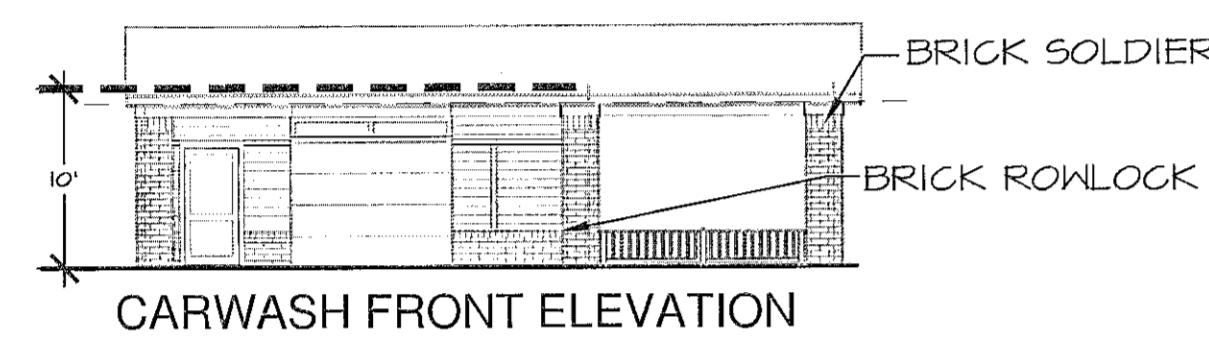 BRICK SOLDIER
10'
BRICK ROWLOCK
CARWASH FRONT ELEVATION